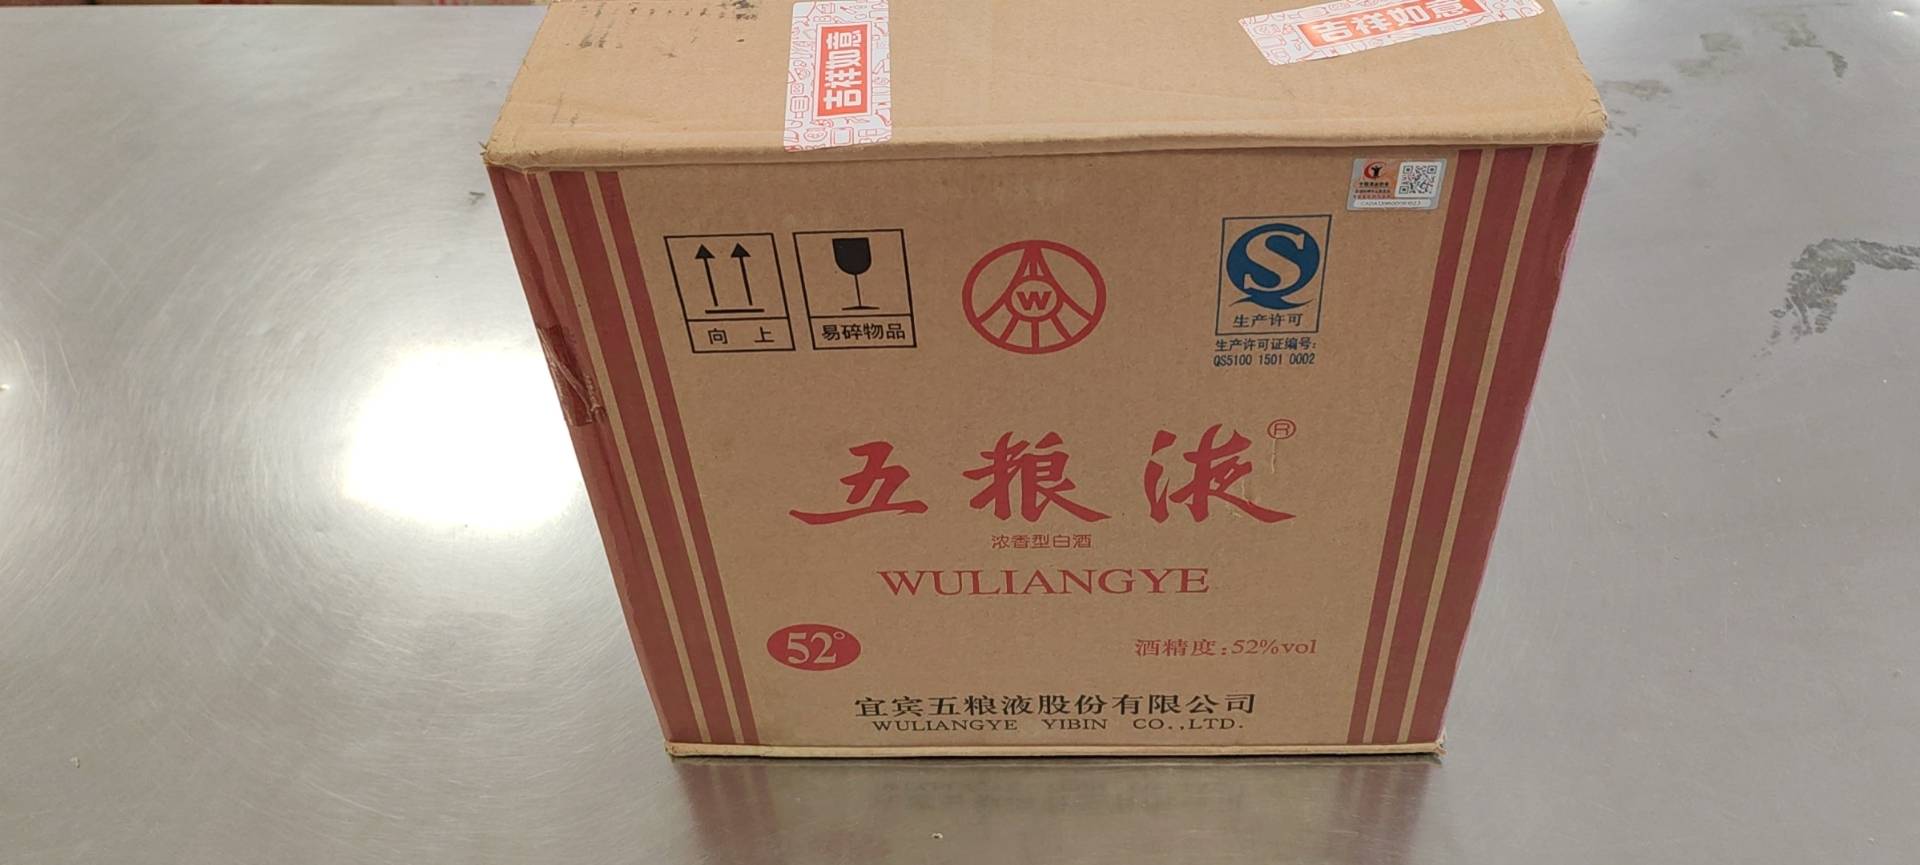 吉祥如意
吉祥如意
向 上
易碎物品
W
S
生产许可
生产许可证编号:
QS5100 1501 0002
五粮液®
浓香型白酒
WULIANGYE
52°
酒精度:52%vol
宜宾五粮液股份有限公司
WULIANGYE YIBIN CO.,LTD.